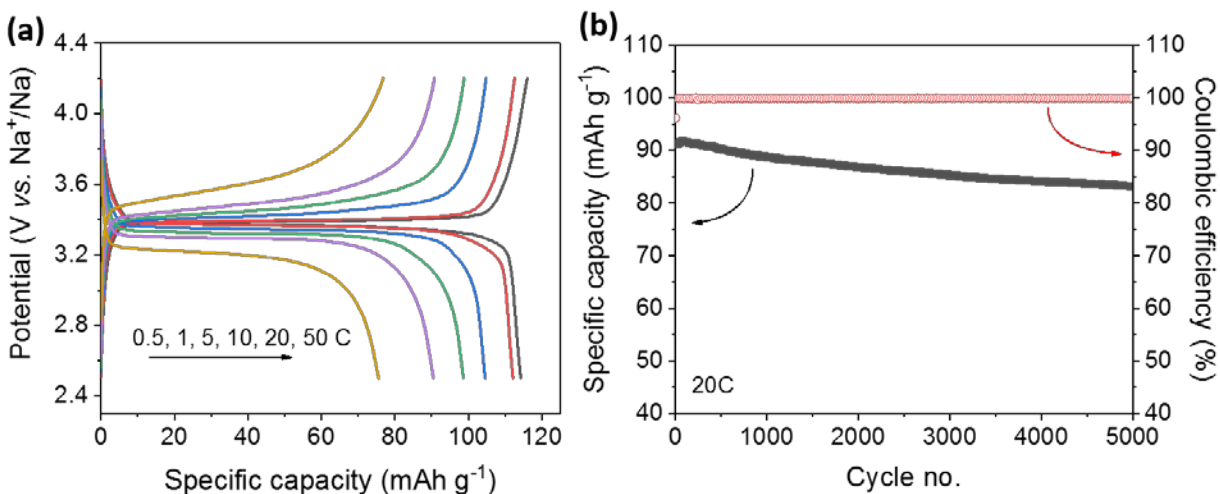 (a)
4.4
4.0
3.6
3.2
2.8
2.4
Potential (V vs. Na⁺/Na)
0.5, 1, 5, 10, 20, 50 C
0 20 40 60 80 100 120
Specific capacity (mAh g⁻¹)
(b)
110
100
90
80
70
60
50
40
Specific capacity (mAh g⁻¹)
20C
110
100
90
80
70
60
50
40
Coulombic efficiency (%)
0 1000 2000 3000 4000 5000
Cycle no.